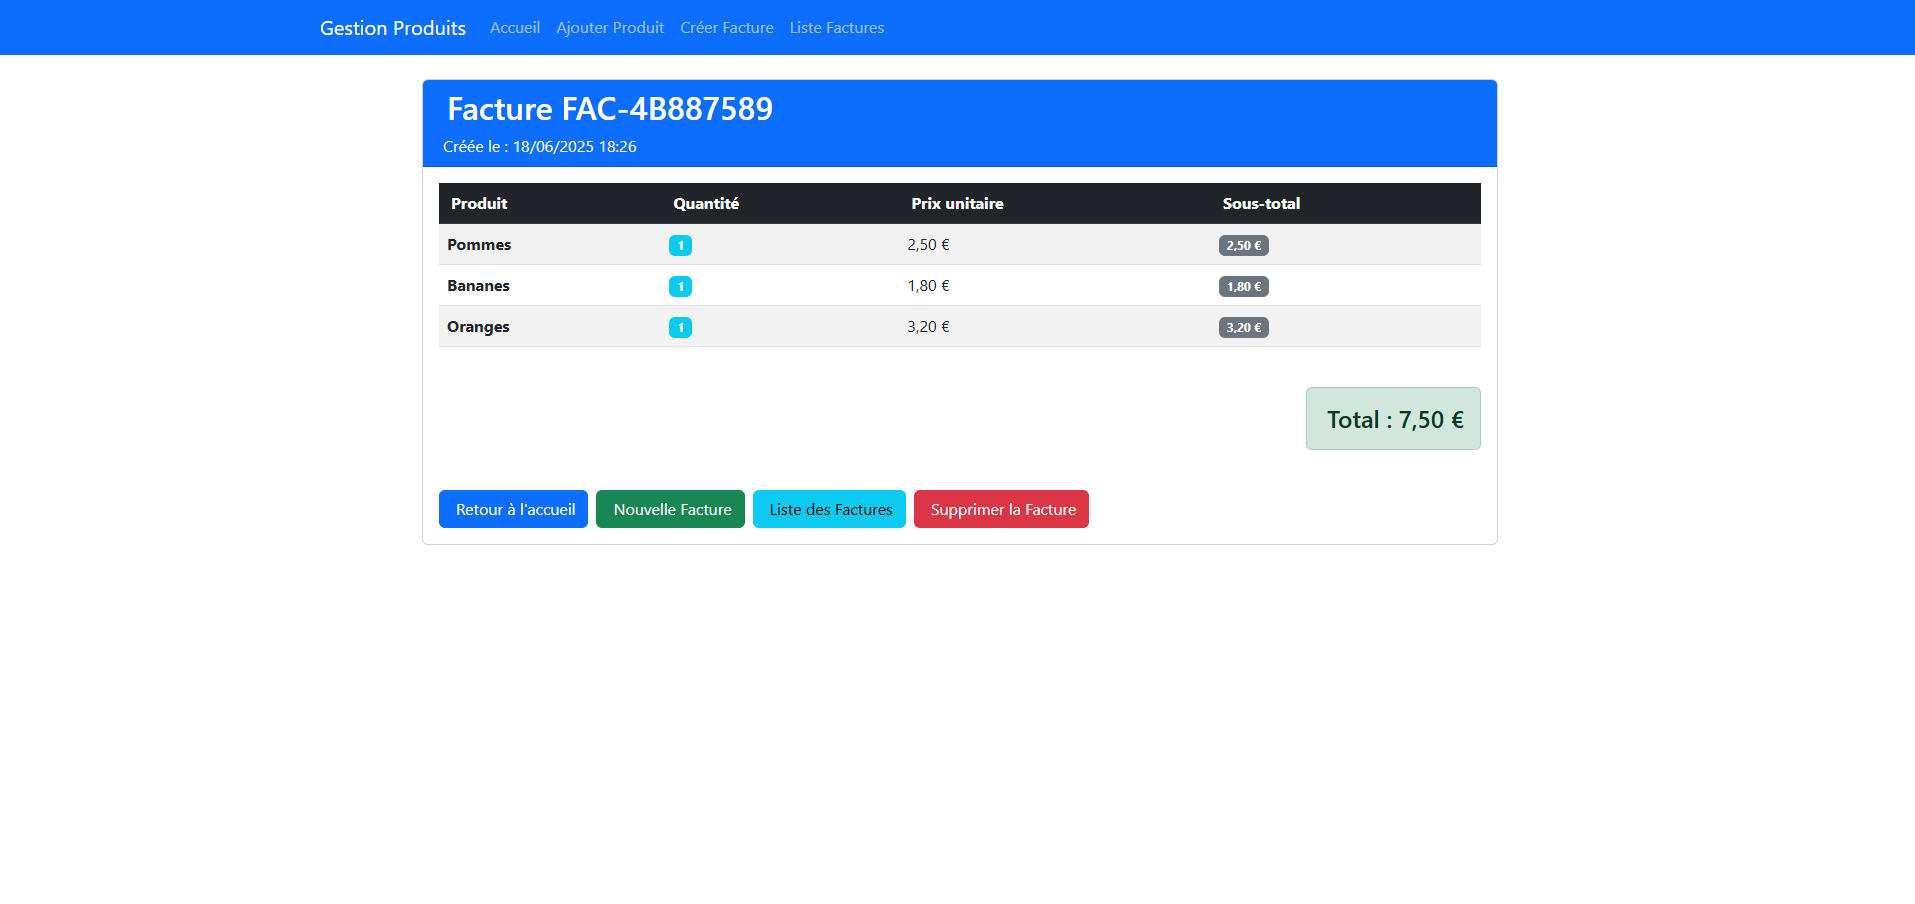 Gestion Produits Accueil Ajouter Produit Créer Facture Liste Factures
Facture FAC-4B887589
Créée le : 18/06/2025 18:26
Produit Quantité Prix unitaire Sous-total
Pommes 1 2,50 € 2,50 €
Bananes 1 1,80 € 1,80 €
Oranges 1 3,20 € 3,20 €
Total : 7,50 €
Retour à l'accueil Nouvelle Facture Liste des Factures Supprimer la Facture